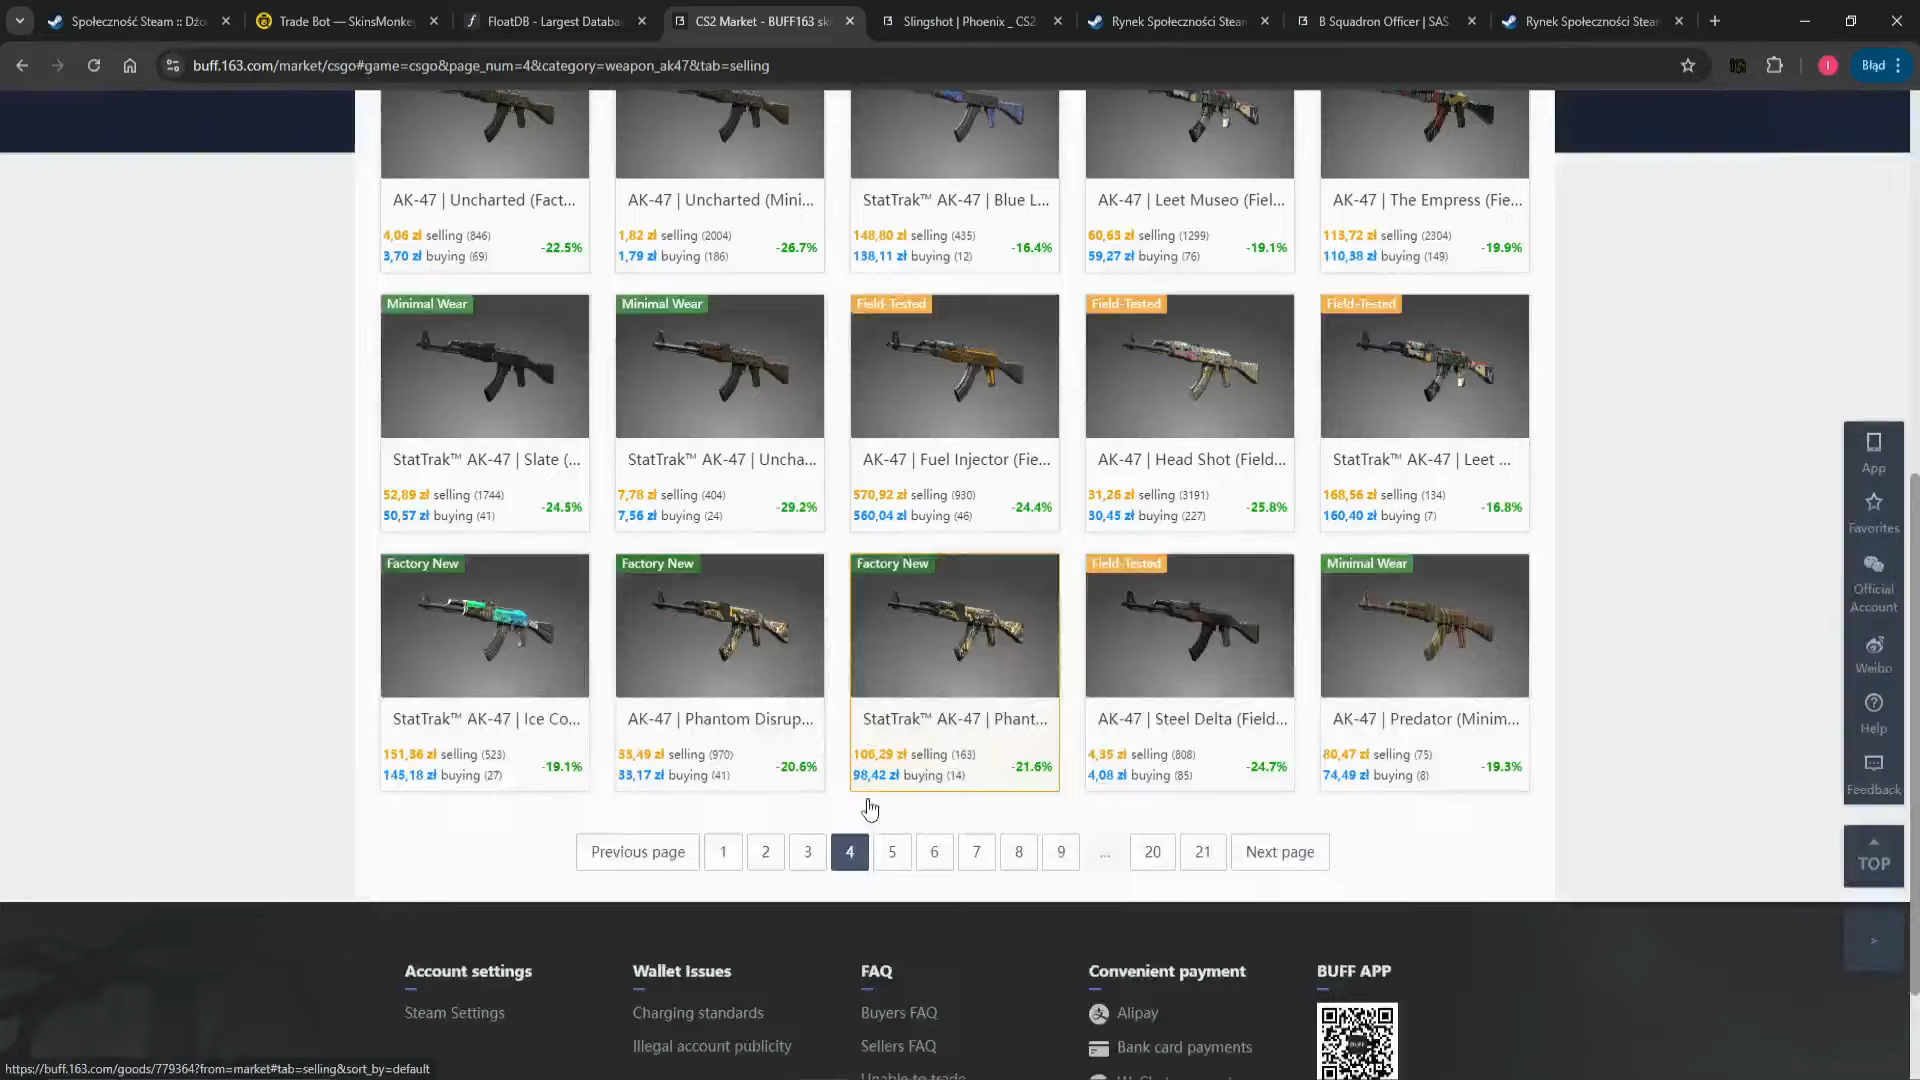 Społeczność Steam :: Dżo
Trade Bot — SkinsMonkey
FloatDB - Largest Databas
CS2 Market - BUFF163 ski
Slingshot | Phoenix _ CS2
Rynek Społeczności Steam
B Squadron Officer | SAS
Rynek Społeczności Steam
buff.163.com/market/csgo#game=csgo&page_num=4&category=weapon_ak47&tab=selling
Błąd
AK-47 | Uncharted (Fact...
AK-47 | Uncharted (Mini...
StatTrak™ AK-47 | Blue L...
AK-47 | Leet Museo (Fiel...
AK-47 | The Empress (Fie...
4,06 zł selling (846)
3,70 zł buying (69)
-22.5%
1,82 zł selling (2004)
1,79 zł buying (186)
-26.7%
148,80 zł selling (435)
138,11 zł buying (12)
-16.4%
60,63 zł selling (1299)
59,27 zł buying (76)
-19.1%
113,72 zł selling (2304)
110,38 zł buying (149)
-19.9%
Minimal Wear
Minimal Wear
Field-Tested
Field-Tested
Field-Tested
StatTrak™ AK-47 | Slate (...
StatTrak™ AK-47 | Uncha...
AK-47 | Fuel Injector (Fie...
AK-47 | Head Shot (Field...
StatTrak™ AK-47 | Leet ...
52,89 zł selling (1744)
50,57 zł buying (41)
-24.5%
7,78 zł selling (404)
7,56 zł buying (24)
-29.2%
570,92 zł selling (930)
560,04 zł buying (46)
-24.4%
31,26 zł selling (3191)
30,45 zł buying (227)
-25.8%
168,56 zł selling (134)
160,40 zł buying (7)
-16.8%
Factory New
Factory New
Factory New
Field-Tested
Minimal Wear
StatTrak™ AK-47 | Ice Co...
AK-47 | Phantom Disrup...
StatTrak™ AK-47 | Phant...
AK-47 | Steel Delta (Field...
AK-47 | Predator (Minim...
151,36 zł selling (523)
145,18 zł buying (27)
-19.1%
33,49 zł selling (970)
33,17 zł buying (41)
-20.6%
106,29 zł selling (163)
98,42 zł buying (14)
-21.6%
4,35 zł selling (808)
4,08 zł buying (85)
-24.7%
80,47 zł selling (75)
74,49 zł buying (8)
-19.3%
Previous page
1
2
3
4
5
6
7
8
9
...
20
21
Next page
App
Favorites
Official
Account
Weibo
Help
Feedback
TOP
>
Account settings
Wallet Issues
FAQ
Convenient payment
BUFF APP
Steam Settings
Charging standards
Buyers FAQ
Alipay
Illegal account publicity
Sellers FAQ
Bank card payments
Unable to trade
BUFF
https://buff.163.com/goods/779364?from=market#tab=selling&sort_by=default